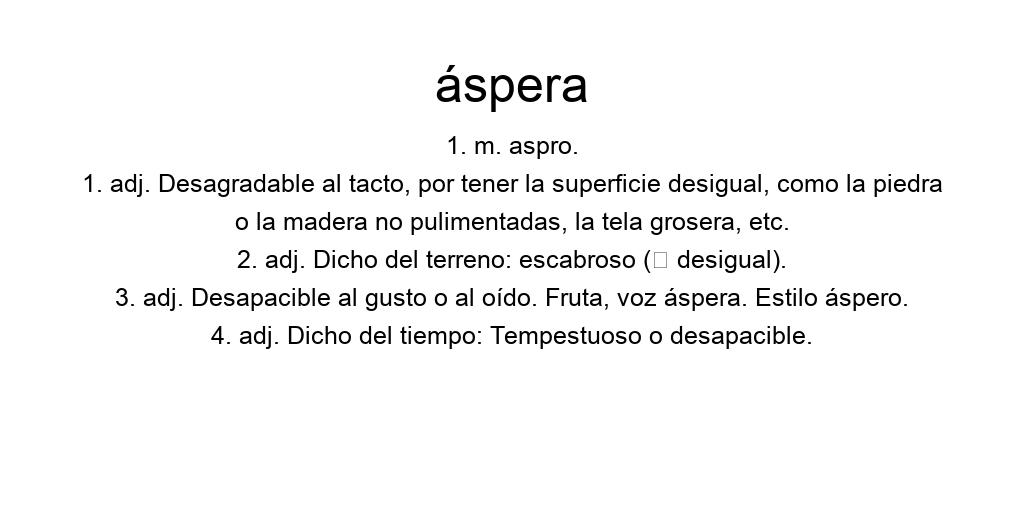 áspera
1. m. aspro.
1. adj. Desagradable al tacto, por tener la superficie desigual, como la piedra
o la madera no pulimentadas, la tela grosera, etc.
2. adj. Dicho del terreno: escabroso (▯ desigual).
3. adj. Desapacible al gusto o al oído. Fruta, voz áspera. Estilo áspero.
4. adj. Dicho del tiempo: Tempestuoso o desapacible.